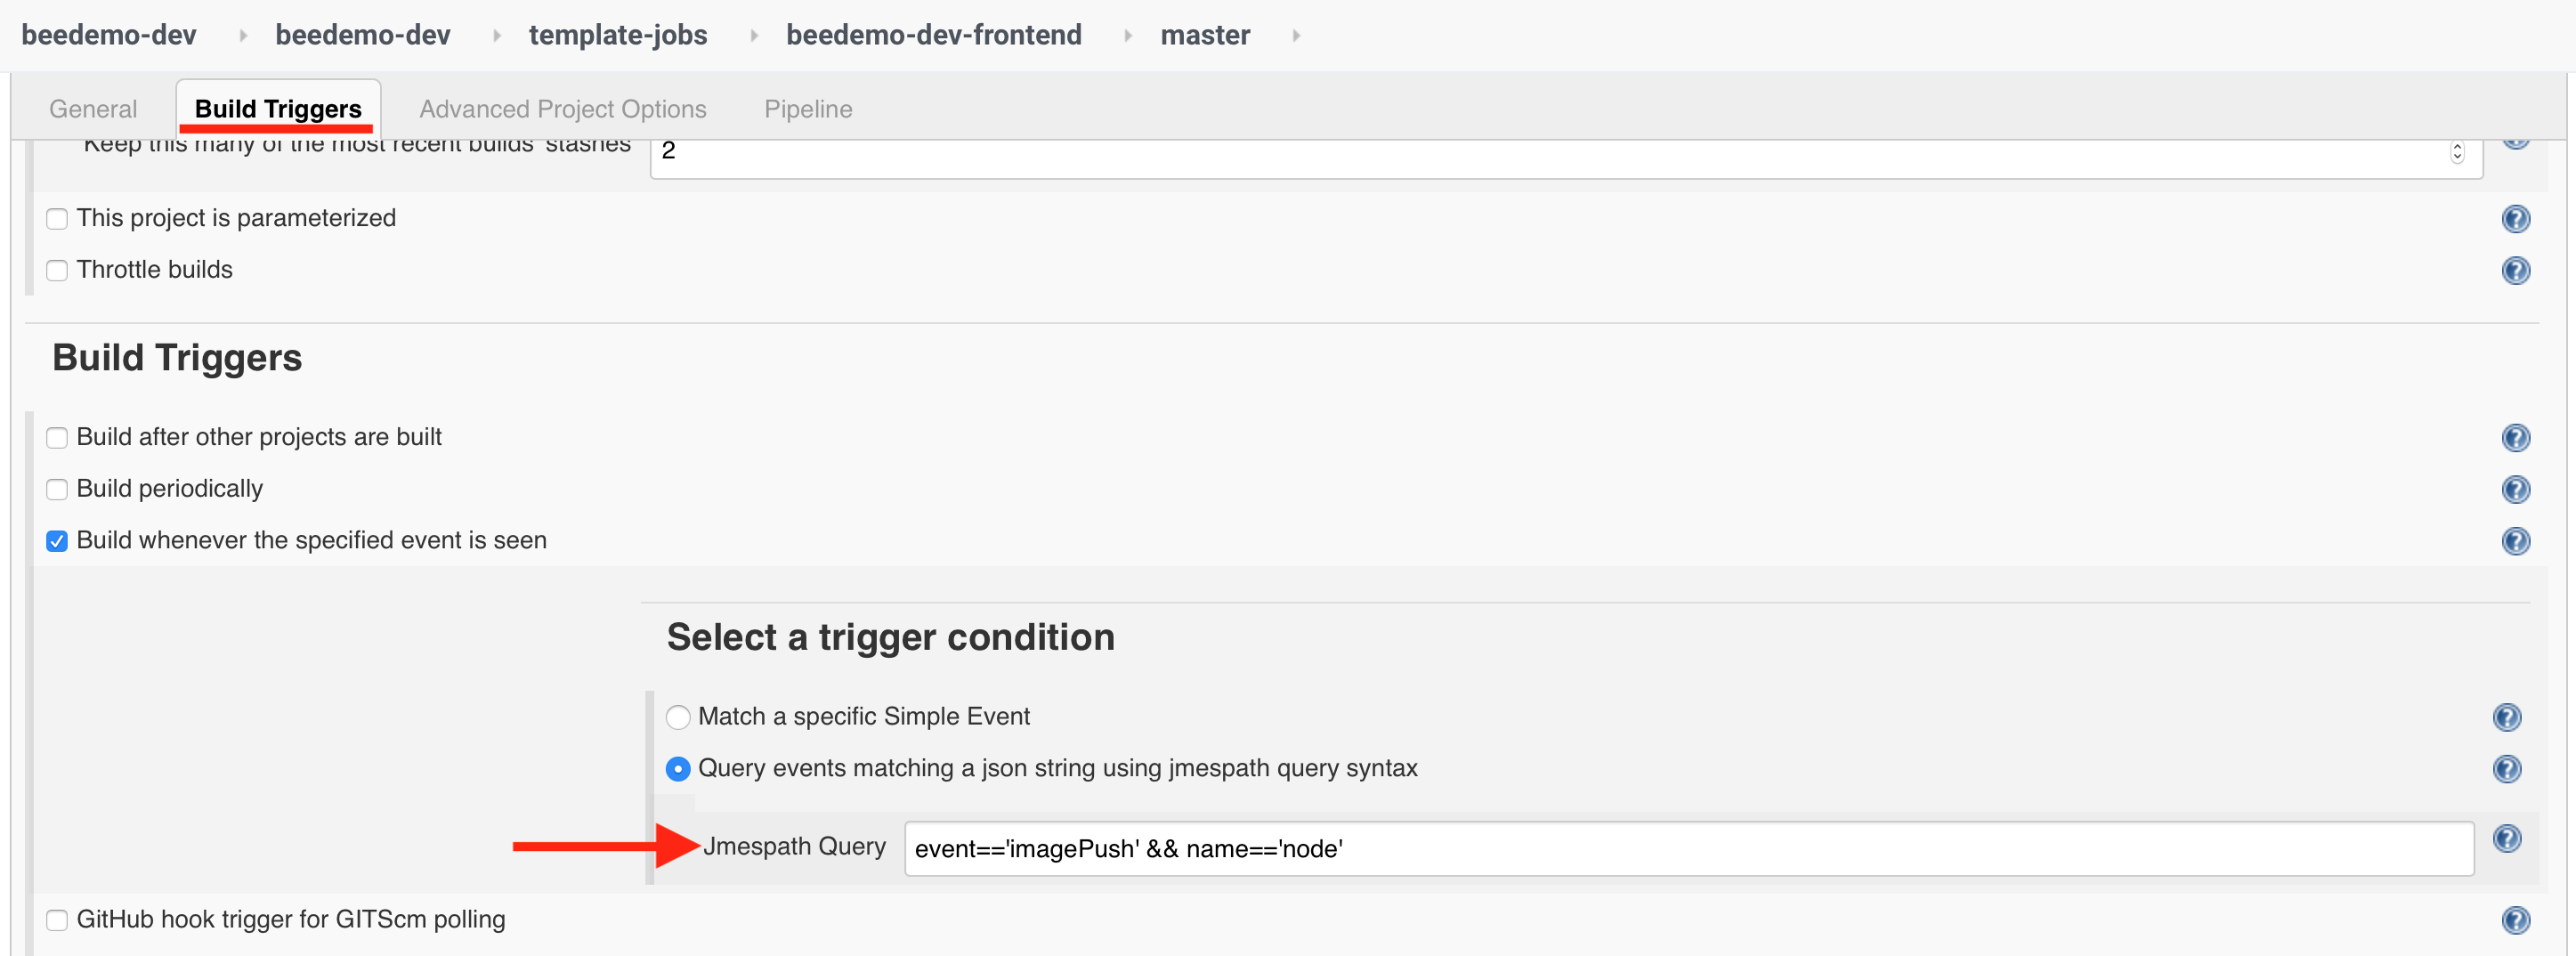 beedemo-dev beedemo-dev template-jobs beedemo-dev-frontend master
General Build Triggers Advanced Project Options Pipeline
Keep this many of the most recent builds' stashes 2
This project is parameterized
Throttle builds
Build Triggers
Build after other projects are built
Build periodically
Build whenever the specified event is seen
Select a trigger condition
Match a specific Simple Event
Query events matching a json string using jmespath query syntax
Jmespath Query event=='imagePush' && name=='node'
GitHub hook trigger for GITScm polling